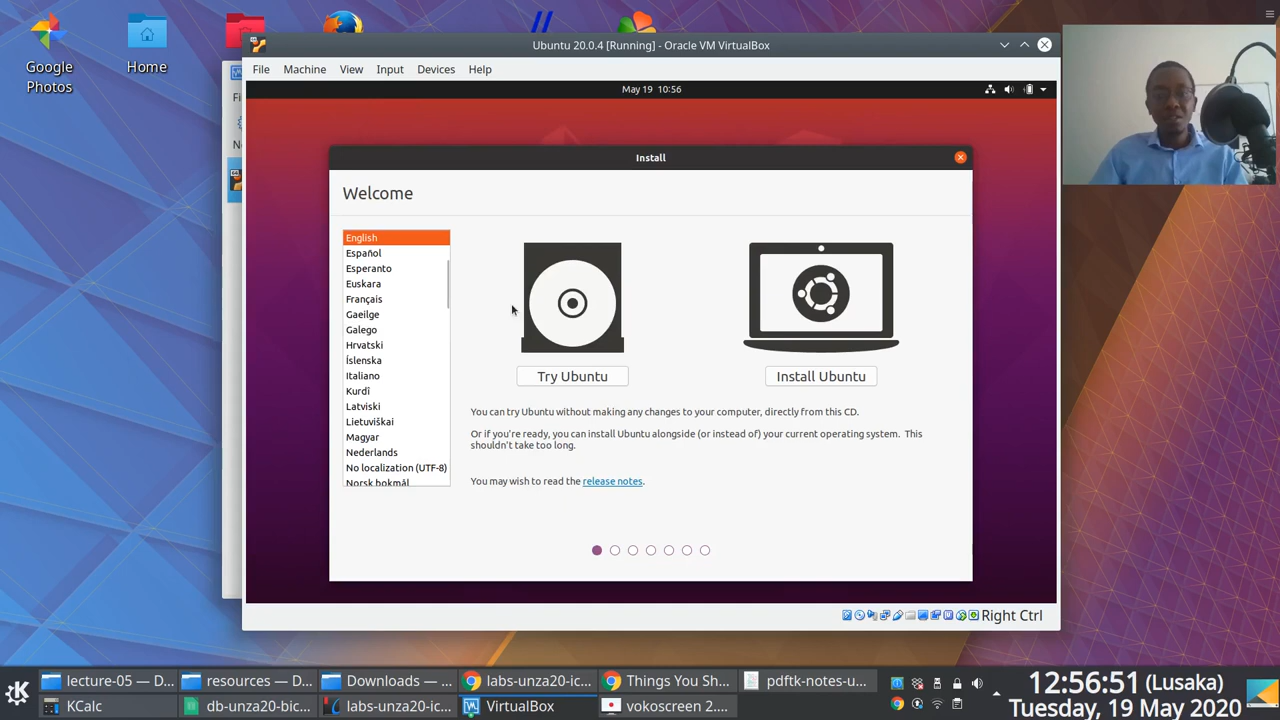 Google
Photos
Home
Ubuntu 20.0.4 [Running] - Oracle VM VirtualBox
File Machine View Input Devices Help
May 19 10:56
Install
Welcome
English
Español
Esperanto
Euskara
Français
Gaeilge
Galego
Hrvatski
Íslenska
Italiano
Kurdî
Latviski
Lietuviškai
Magyar
Nederlands
No localization (UTF-8)
Norsk bokmål
Try Ubuntu
Install Ubuntu
You can try Ubuntu without making any changes to your computer, directly from this CD.
Or if you're ready, you can install Ubuntu alongside (or instead of) your current operating system. This
shouldn't take too long.
You may wish to read the release notes.
Right Ctrl
lecture-05 — D... resources — D... Downloads — ... labs-unza20-ic... Things You Sh... pdftk-notes-u...
KCalc db-unza20-bic... labs-unza20-ic... VirtualBox vokoscreen 2....
12:56:51 (Lusaka)
Tuesday, 19 May 2020